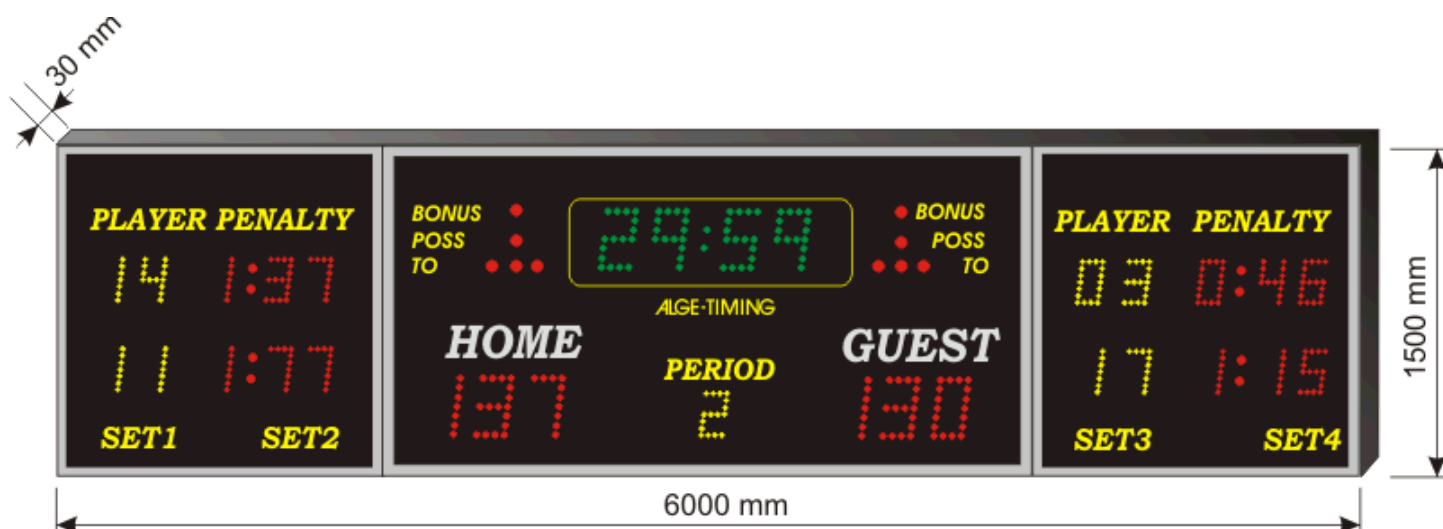 30 mm
PLAYER PENALTY
14 1:37
11 1:77
SET1 SET2
BONUS
POSS
TO
29:59
BONUS
POSS
TO
ALGE-TIMING
HOME
137
PERIOD
2
GUEST
130
PLAYER PENALTY
03 0:46
17 1:15
SET3 SET4
1500 mm
6000 mm